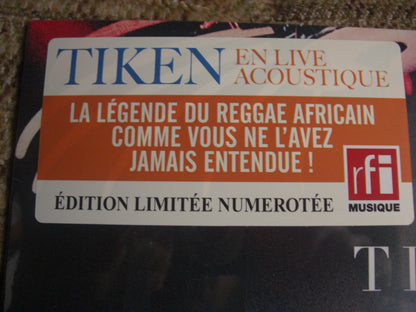 TIKEN EN LIVE
ACOUSTIQUE
LA LÉGENDE DU REGGAE AFRICAIN
COMME VOUS NE L'AVEZ
JAMAIS ENTENDUE !
ÉDITION LIMITÉE NUMEROTÉE
rfi
MUSIQUE
T I